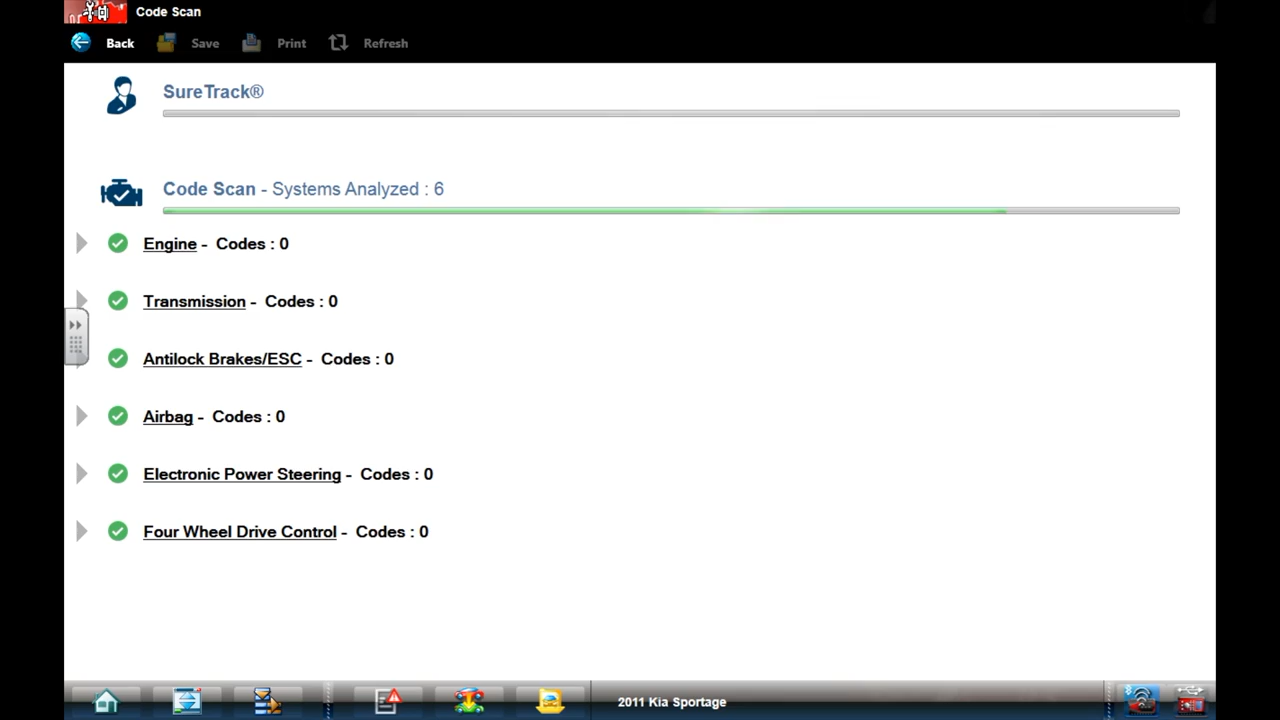 Code Scan
Back Save Print Refresh
SureTrack®
Code Scan - Systems Analyzed : 6
Engine - Codes : 0
Transmission - Codes : 0
Antilock Brakes/ESC - Codes : 0
Airbag - Codes : 0
Electronic Power Steering - Codes : 0
Four Wheel Drive Control - Codes : 0
2011 Kia Sportage